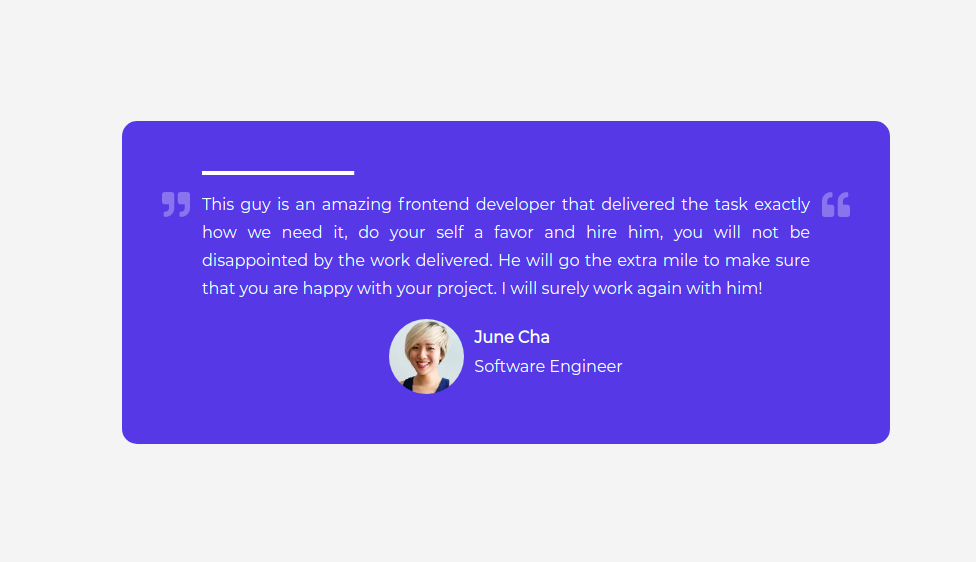 This guy is an amazing frontend developer that delivered the task exactly
how we need it, do your self a favor and hire him, you will not be
disappointed by the work delivered. He will go the extra mile to make sure
that you are happy with your project. I will surely work again with him!
June Cha
Software Engineer